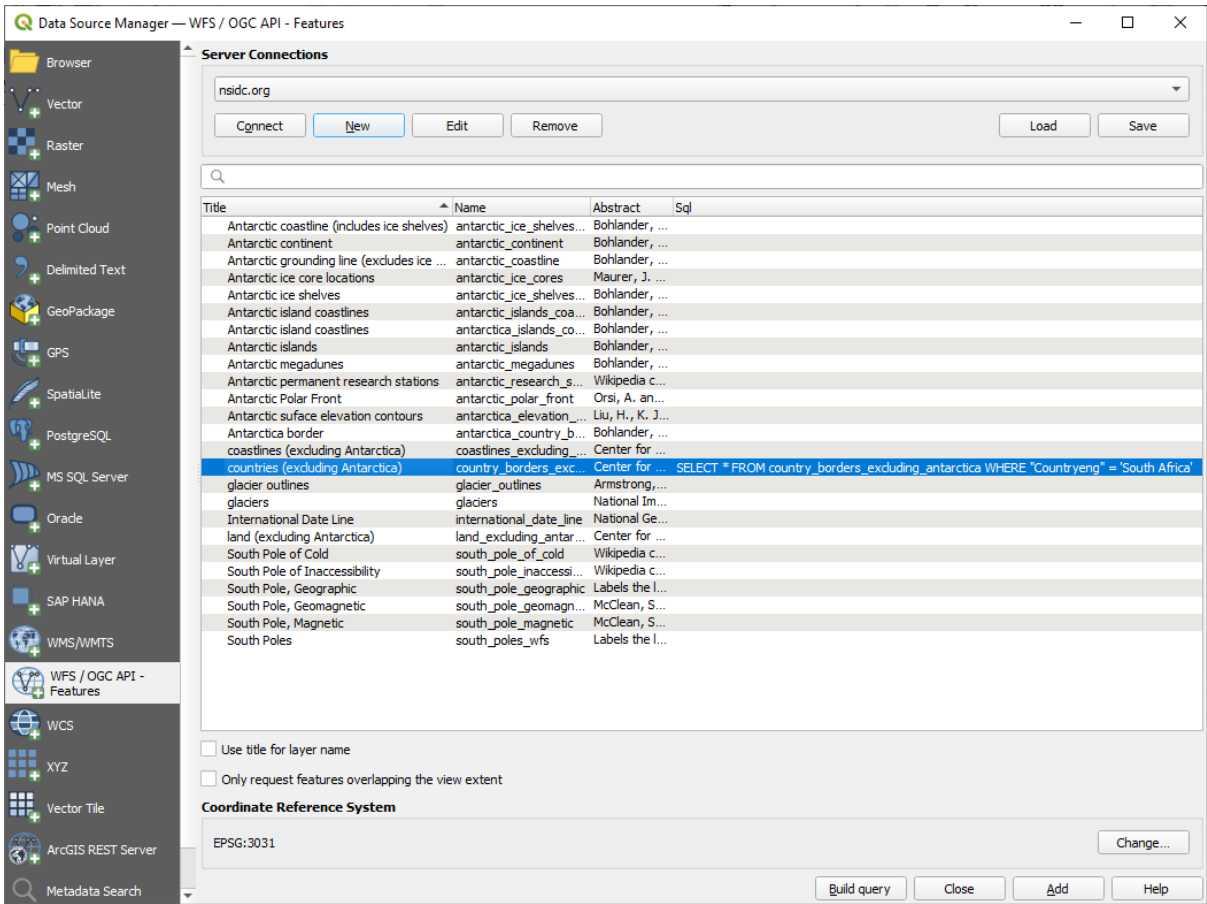 Data Source Manager — WFS / OGC API - Features
Browser
Vector
Raster
Mesh
Point Cloud
Delimited Text
GeoPackage
GPS
SpatiaLite
PostgreSQL
MS SQL Server
Oracle
Virtual Layer
SAP HANA
WMS/WMTS
WFS / OGC API -
Features
WCS
XYZ
Vector Tile
ArcGIS REST Server
Metadata Search
Server Connections
nsidc.org
Connect New Edit Remove Load Save
Title Name Abstract Sql
Antarctic coastline (includes ice shelves) antarctic_ice_shelves... Bohlander, ...
Antarctic continent antarctic_continent Bohlander, ...
Antarctic grounding line (excludes ice ... antarctic_coastline Bohlander, ...
Antarctic ice core locations antarctic_ice_cores Maurer, J. ...
Antarctic ice shelves antarctic_ice_shelves... Bohlander, ...
Antarctic island coastlines antarctic_islands_coa... Bohlander, ...
Antarctic island coastlines antarctica_islands_co... Bohlander, ...
Antarctic islands antarctic_islands Bohlander, ...
Antarctic megadunes antarctic_megadunes Bohlander, ...
Antarctic permanent research stations antarctic_research_s... Wikipedia c...
Antarctic Polar Front antarctic_polar_front Orsi, A. an...
Antarctic suface elevation contours antarctica_elevation_... Liu, H., K. J...
Antarctica border antarctica_country_b... Bohlander, ...
coastlines (excluding Antarctica) coastlines_excluding_... Center for ...
countries (excluding Antarctica) country_borders_exc... Center for ... SELECT * FROM country_borders_excluding_antarctica WHERE "Countryeng" = 'South Africa'
glacier outlines glacier_outlines Armstrong,...
glaciers glaciers National Im...
International Date Line international_date_line National Ge...
land (excluding Antarctica) land_excluding_antar... Center for ...
South Pole of Cold south_pole_of_cold Wikipedia c...
South Pole of Inaccessibility south_pole_inaccessi... Wikipedia c...
South Pole, Geographic south_pole_geographic Labels the l...
South Pole, Geomagnetic south_pole_geomagn... McClean, S...
South Pole, Magnetic south_pole_magnetic McClean, S...
South Poles south_poles_wfs Labels the l...
Use title for layer name
Only request features overlapping the view extent
Coordinate Reference System
EPSG:3031 Change...
Build query Close Add Help